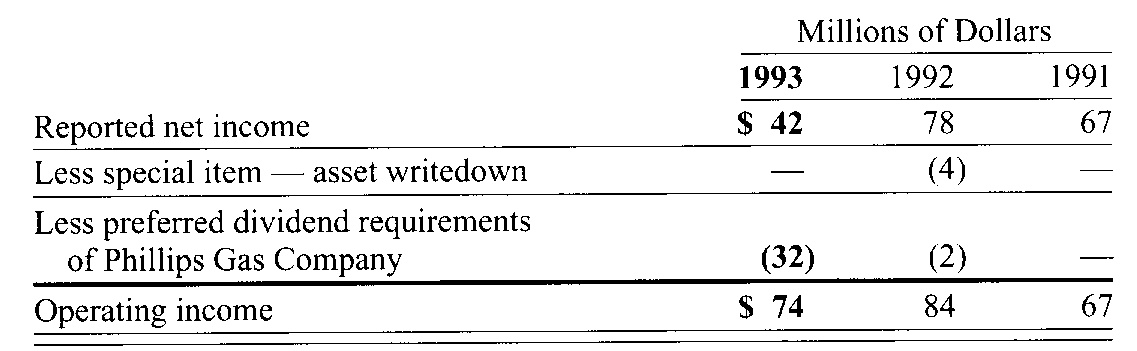 Millions of Dollars
1993 1992 1991
Reported net income $ 42 78 67
Less special item — asset writedown — (4) —
Less preferred dividend requirements
of Phillips Gas Company (32) (2) —
Operating income $ 74 84 67